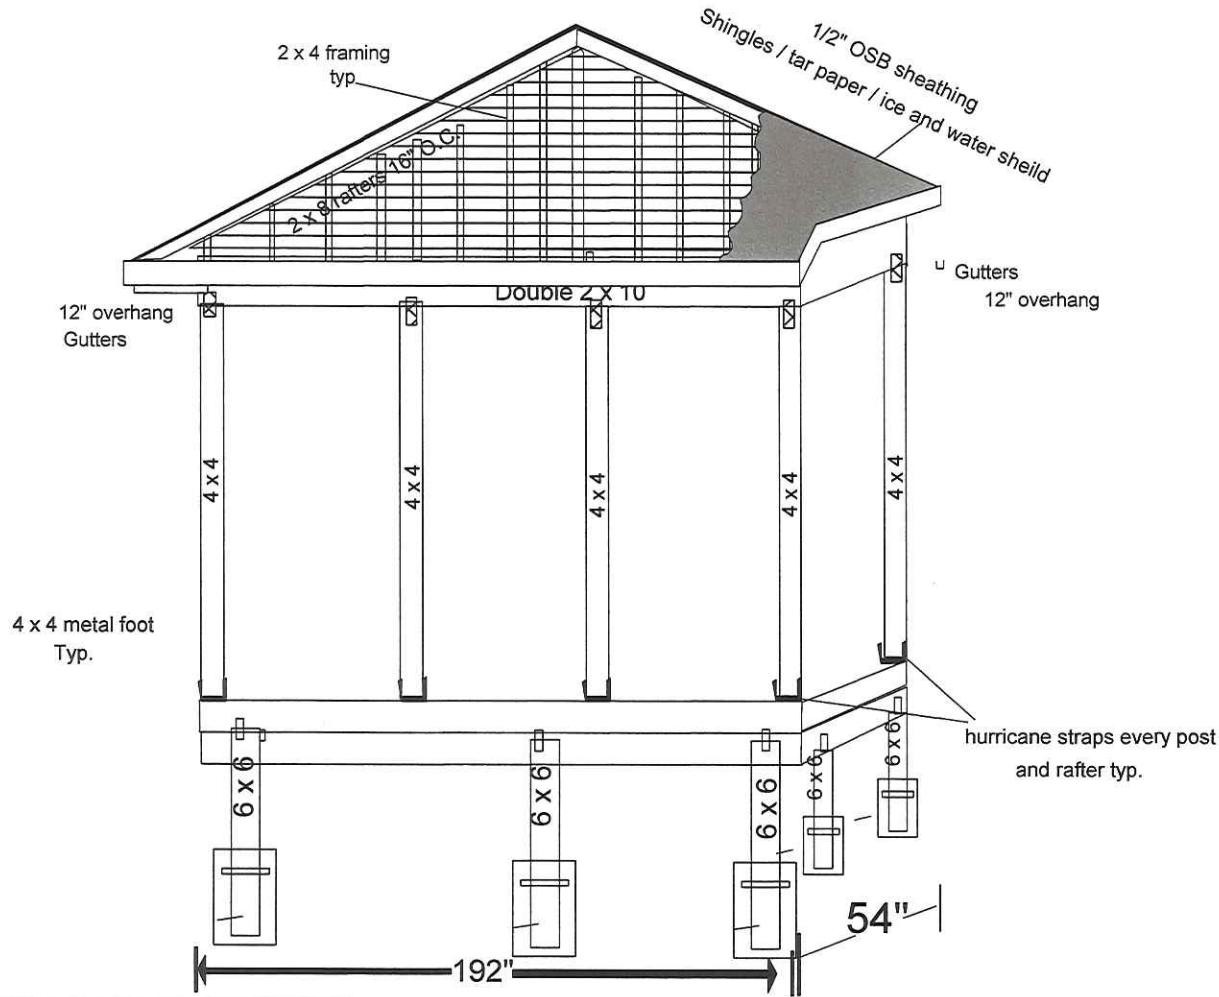 1/2" OSB sheathing
Shingles / tar paper / ice and water sheild
2 x 4 framing
typ
2 x 8 rafters 16" O.C.
Gutters
12" overhang
Double 2 x 10
12" overhang
Gutters
4 x 4
4 x 4
4 x 4
4 x 4
4 x 4
4 x 4 metal foot
Typ.
hurricane straps every post
and rafter typ.
6 x 6
6 x 6
6 x 6
6 x 6
6 x 6
54"
192"